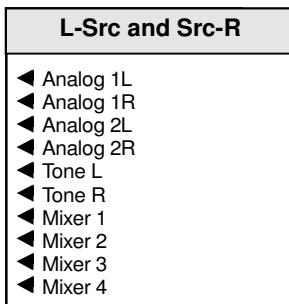 L-Src and Src-R
◄ Analog 1L
◄ Analog 1R
◄ Analog 2L
◄ Analog 2R
◄ Tone L
◄ Tone R
◄ Mixer 1
◄ Mixer 2
◄ Mixer 3
◄ Mixer 4